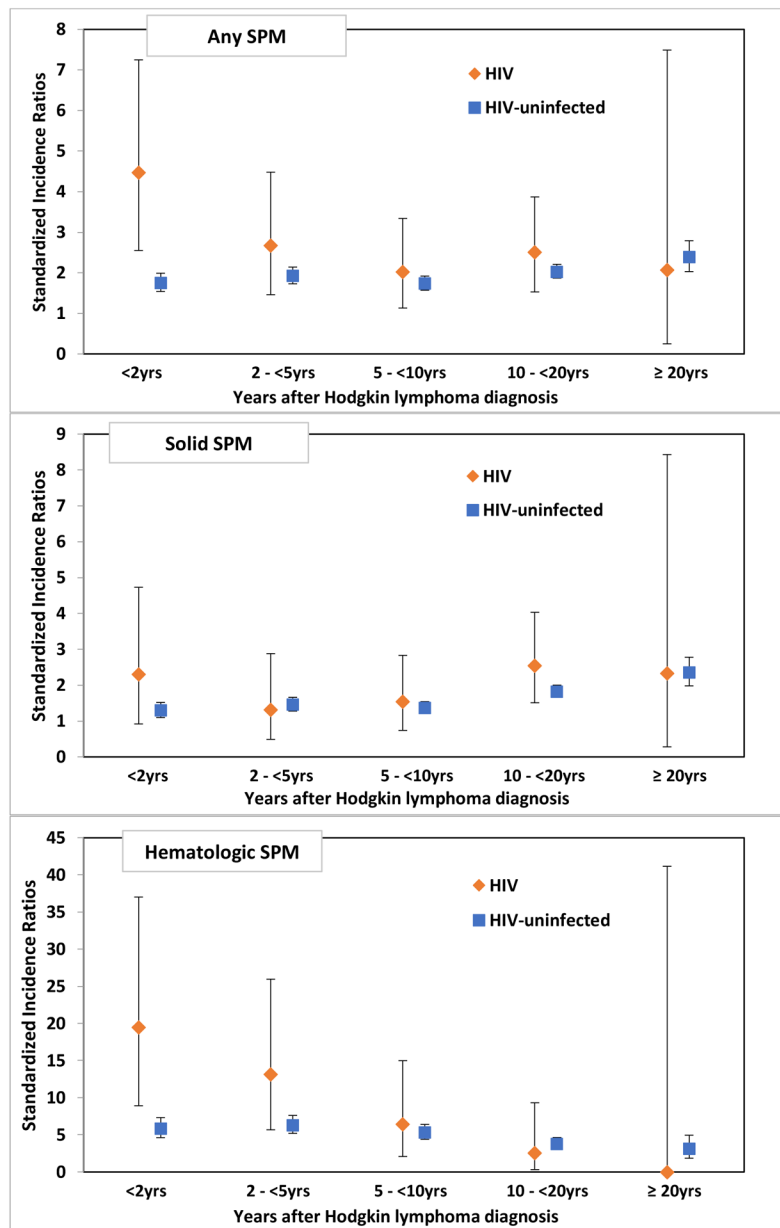 Any SPM
Standardized Incidence Ratios
8
7
6
5
4
3
2
1
0
HIV
HIV-uninfected
<2yrs 2 - <5yrs 5 - <10yrs 10 - <20yrs ≥ 20yrs
Years after Hodgkin lymphoma diagnosis
Solid SPM
Standardized Incidence Ratios
9
8
7
6
5
4
3
2
1
0
HIV
HIV-uninfected
<2yrs 2 - <5yrs 5 - <10yrs 10 - <20yrs ≥ 20yrs
Years after Hodgkin lymphoma diagnosis
Hematologic SPM
Standardized Incidence Ratios
45
40
35
30
25
20
15
10
5
0
HIV
HIV-uninfected
<2yrs 2 - <5yrs 5 - <10yrs 10 - <20yrs ≥ 20yrs
Years after Hodgkin lymphoma diagnosis